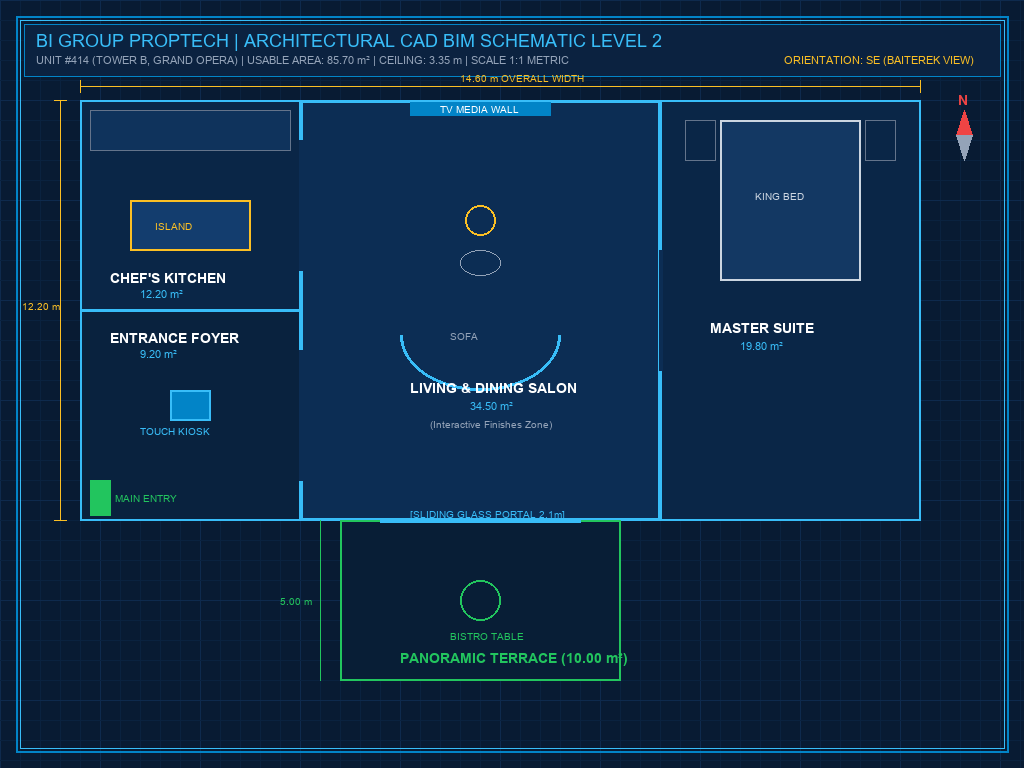 BI GROUP PROPTECH | ARCHITECTURAL CAD BIM SCHEMATIC LEVEL 2
UNIT #414 (TOWER B, GRAND OPERA) | USABLE AREA: 85.70 m² | CEILING: 3.35 m | SCALE 1:1 METRIC
ORIENTATION: SE (BAITEREK VIEW)
14.60 m OVERALL WIDTH
N
TV MEDIA WALL
KING BED
ISLAND
CHEF'S KITCHEN
12.20 m²
12.20 m
ENTRANCE FOYER
9.20 m²
SOFA
MASTER SUITE
19.80 m²
LIVING & DINING SALON
34.50 m²
(Interactive Finishes Zone)
TOUCH KIOSK
MAIN ENTRY
[SLIDING GLASS PORTAL 2.1m]
5.00 m
BISTRO TABLE
PANORAMIC TERRACE (10.00 m²)